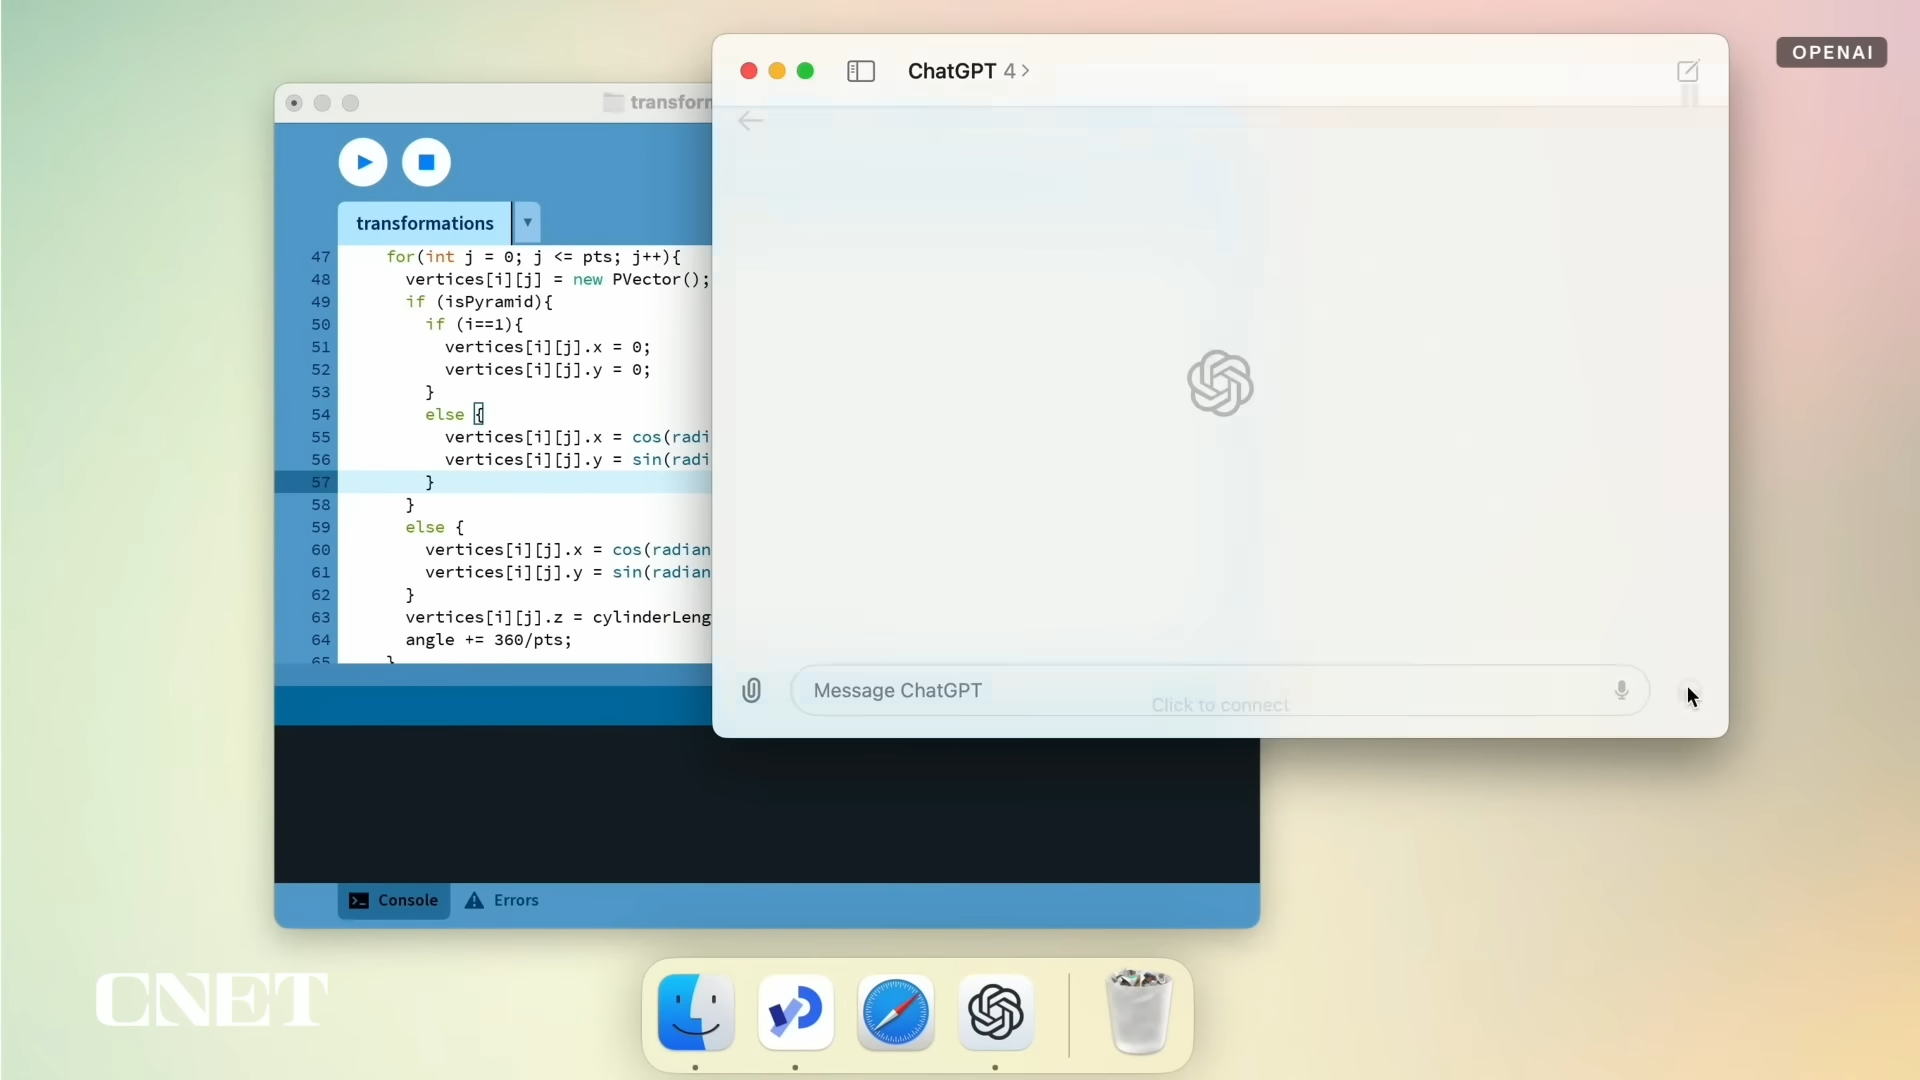 OPENAI
ChatGPT 4 >
transform
transformations
47 for(int j = 0; j <= pts; j++){
48 vertices[i][j] = new PVector();
49 if (isPyramid){
50 if (i==1){
51 vertices[i][j].x = 0;
52 vertices[i][j].y = 0;
53 }
54 else {
55 vertices[i][j].x = cos(radi
56 vertices[i][j].y = sin(radi
57 }
58 }
59 else {
60 vertices[i][j].x = cos(radian
61 vertices[i][j].y = sin(radian
62 }
63 vertices[i][j].z = cylinderLeng
64 angle += 360/pts;
65 }
Message ChatGPT
Click to connect
Console
Errors
CNET